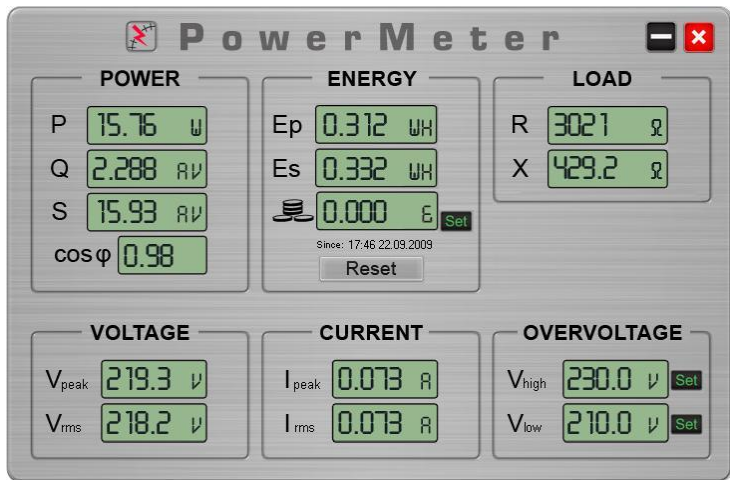 PowerMeter
POWER
P 15.76 W
Q 2.288 AV
S 15.93 AV
cosφ 0.98
ENERGY
Ep 0.312 WH
Es 0.332 WH
0.000 E Set
Since: 17:46 22.09.2009
Reset
LOAD
R 3021 Ω
X 429.2 Ω
VOLTAGE
Vpeak 219.3 V
Vrms 218.2 V
CURRENT
I peak 0.073 A
I rms 0.073 A
OVERVOLTAGE
Vhigh 230.0 V Set
Vlow 210.0 V Set